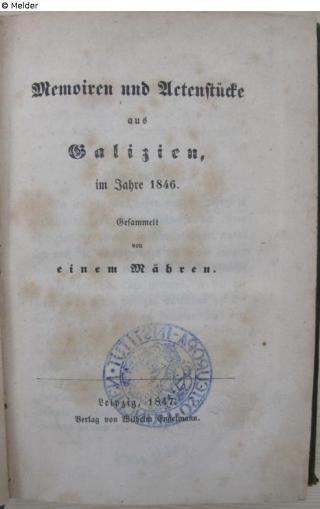 © Melder
Memoiren und Actenstücke
aus
Galizien,
im Jahre 1846.
Gesammelt
von
einem Mähren.
Leipzig, 1847.
Verlag von Wilhelm Engelmann.